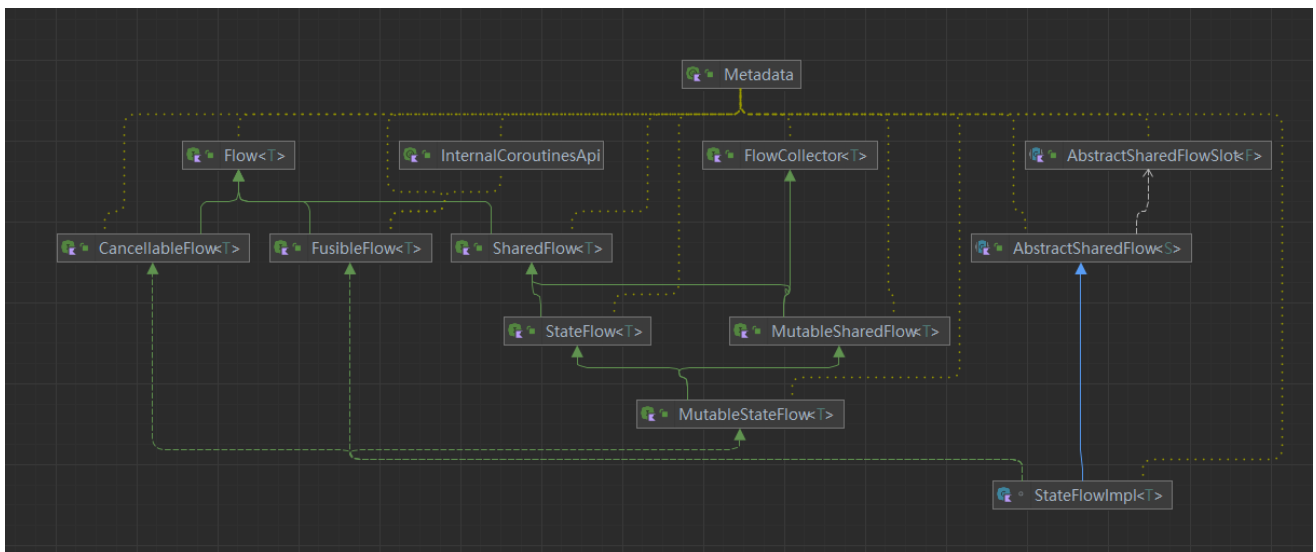 Metadata
Flow<T>
InternalCoroutinesApi
FlowCollector<T>
AbstractSharedFlowSlot<F>
CancellableFlow<T>
FusibleFlow<T>
SharedFlow<T>
AbstractSharedFlow<S>
StateFlow<T>
MutableSharedFlow<T>
MutableStateFlow<T>
StateFlowImpl<T>